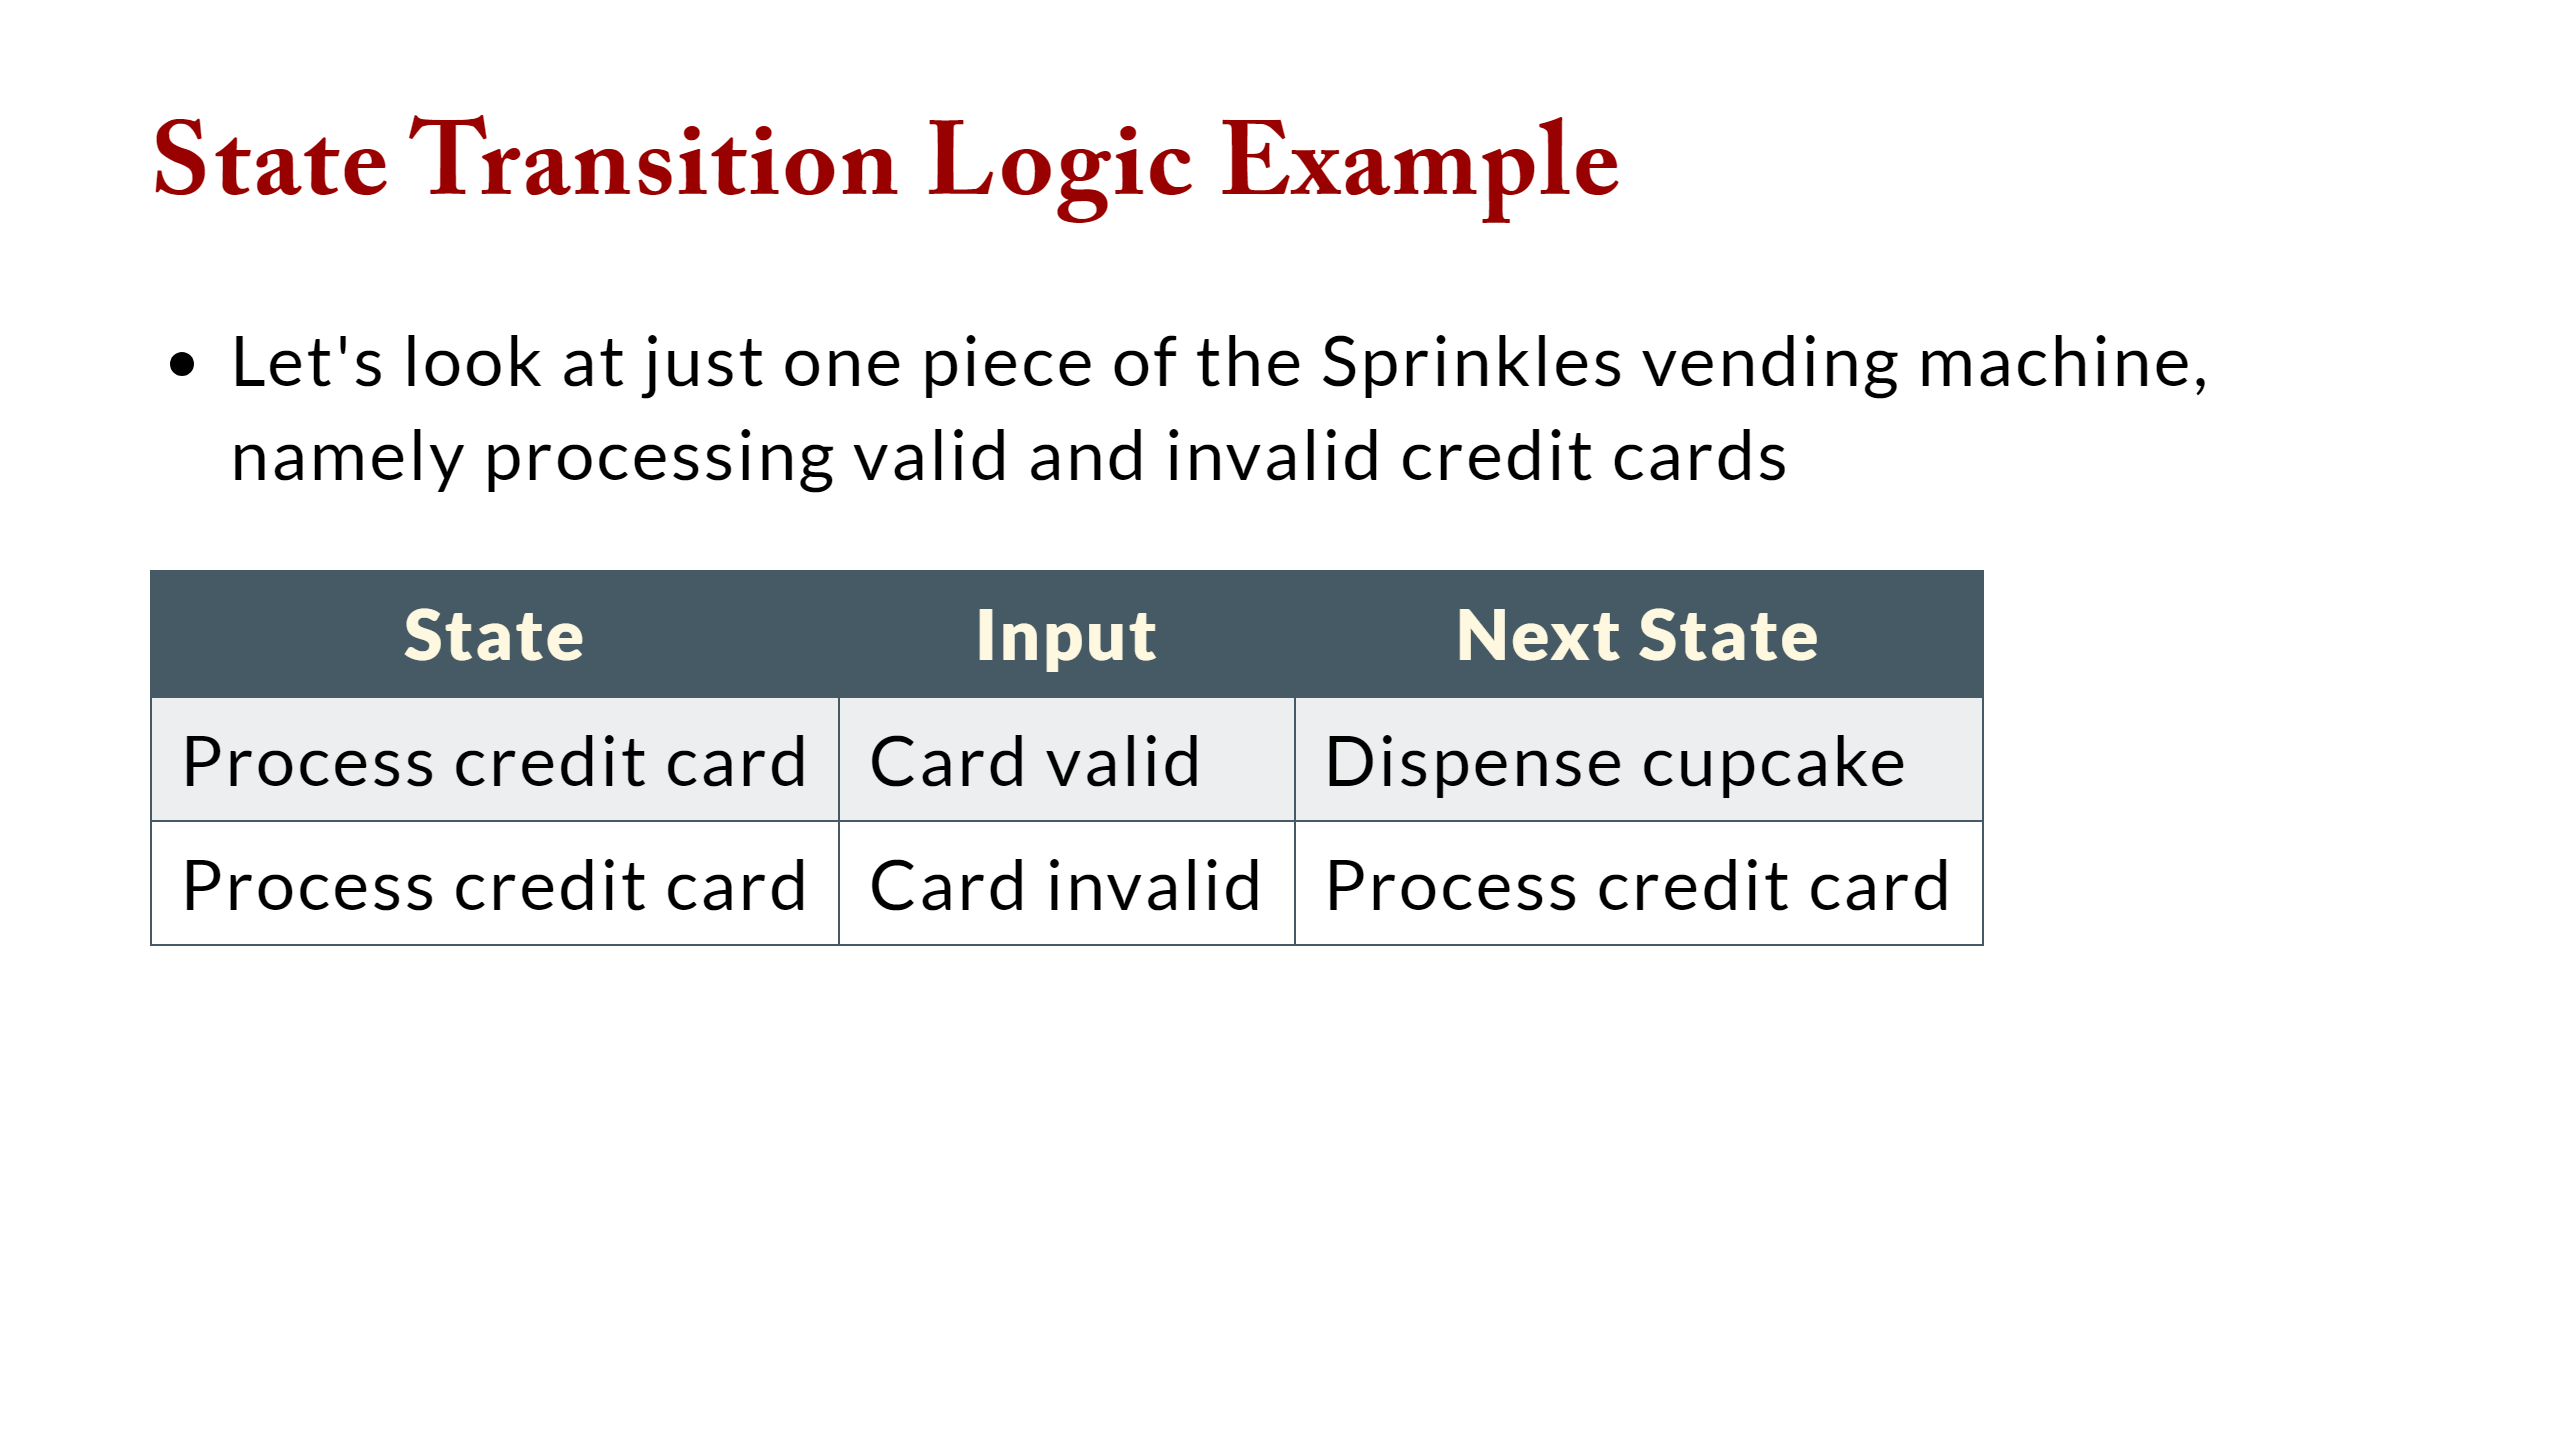 State Transition Logic Example
• Let's look at just one piece of the Sprinkles vending machine,
namely processing valid and invalid credit cards
State Input Next State
Process credit card Card valid Dispense cupcake
Process credit card Card invalid Process credit card